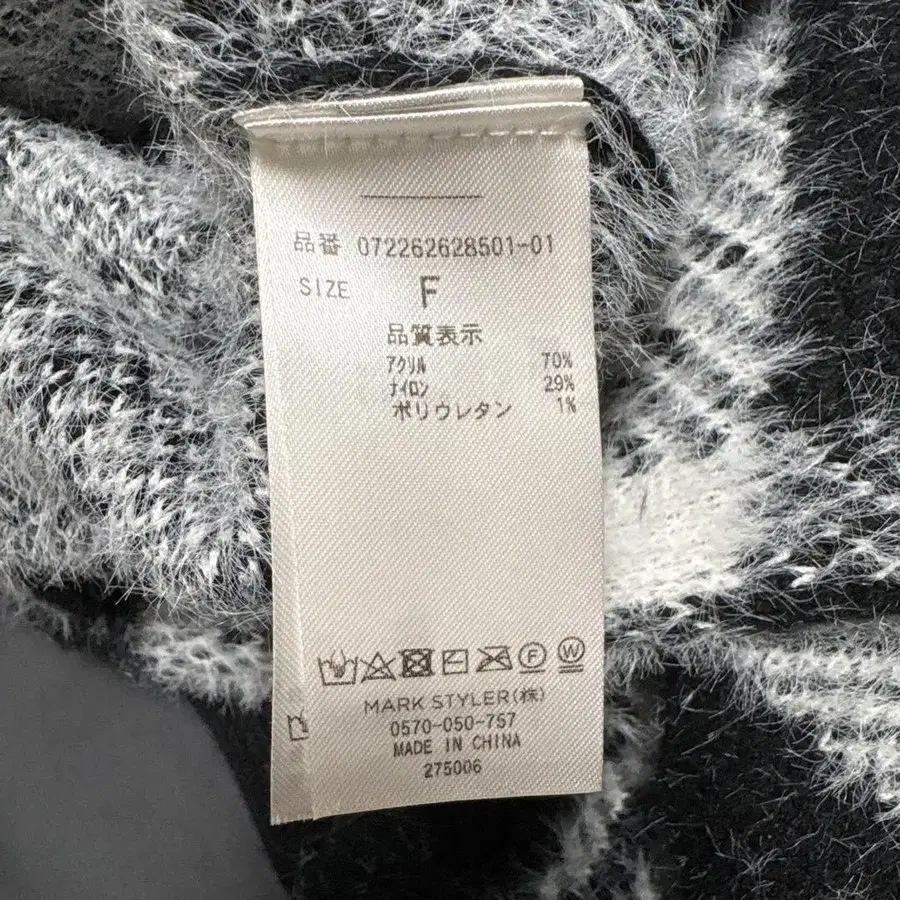 品番 072262628501-01
SIZE F
品質表示
アクリル 70%
ナイロン 29%
ポリウレタン 1%
F W
MARK STYLER(株)
0570-050-757
MADE IN CHINA
275006